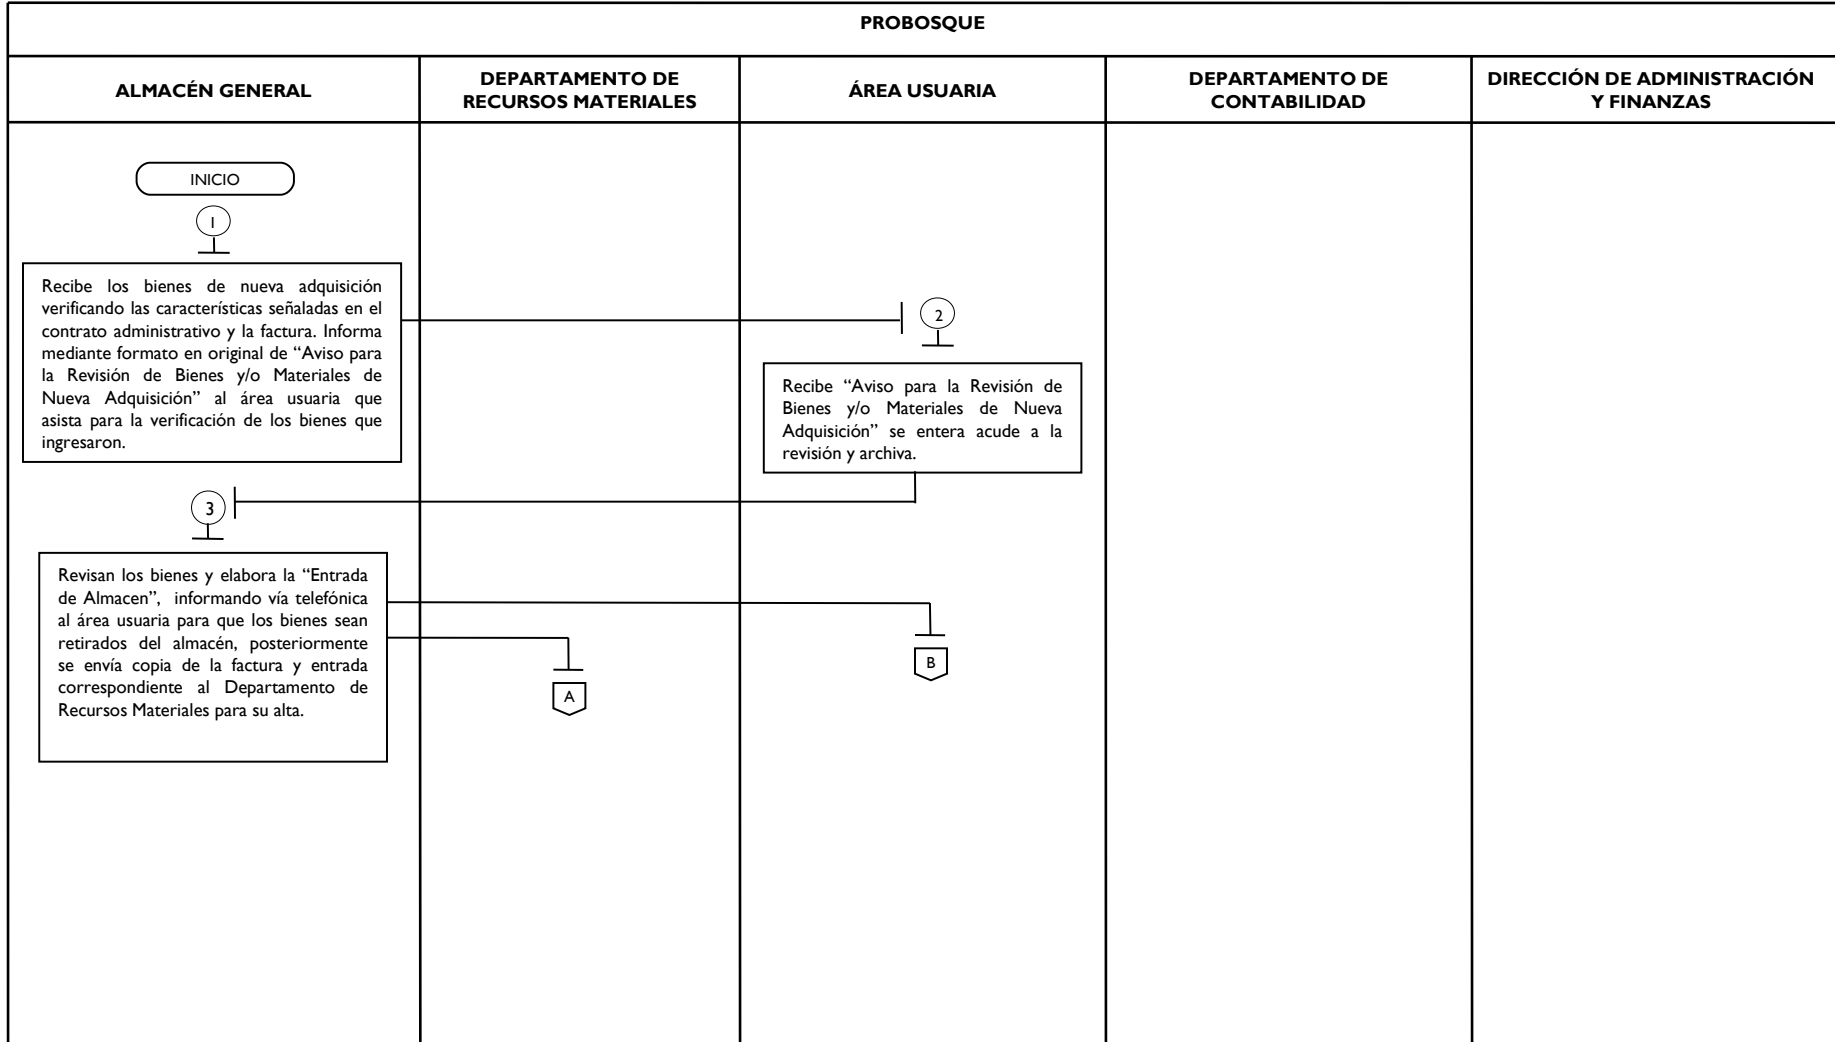 PROBOSQUE
ALMACÉN GENERAL
DEPARTAMENTO DE
RECURSOS MATERIALES
ÁREA USUARIA
DEPARTAMENTO DE
CONTABILIDAD
DIRECCIÓN DE ADMINISTRACIÓN
Y FINANZAS
INICIO
1
Recibe los bienes de nueva adquisición
verificando las características señaladas en el
contrato administrativo y la factura. Informa
mediante formato en original de “Aviso para
la Revisión de Bienes y/o Materiales de
Nueva Adquisición” al área usuaria que
asista para la verificación de los bienes que
ingresaron.
2
Recibe “Aviso para la Revisión de
Bienes y/o Materiales de Nueva
Adquisición” se entera acude a la
revisión y archiva.
3
Revisan los bienes y elabora la “Entrada
de Almacen”, informando vía telefónica
al área usuaria para que los bienes sean
retirados del almacén, posteriormente
se envía copia de la factura y entrada
correspondiente al Departamento de
Recursos Materiales para su alta.
A
B